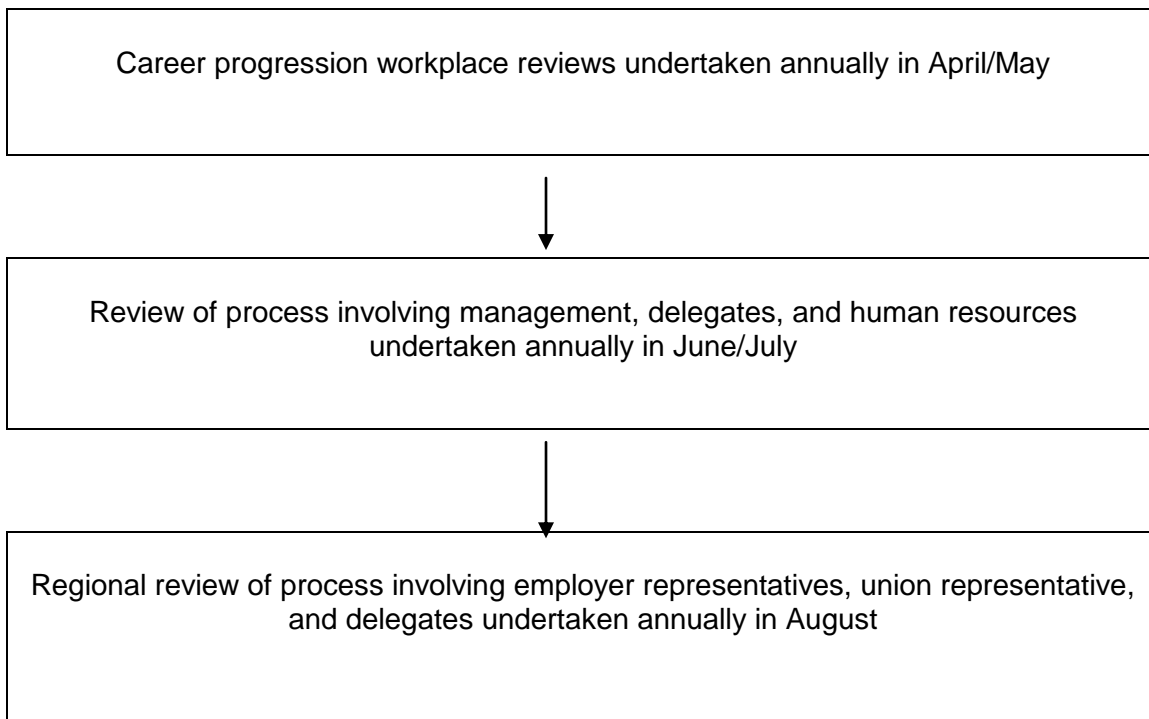 Career progression workplace reviews undertaken annually in April/May
Review of process involving management, delegates, and human resources
undertaken annually in June/July
Regional review of process involving employer representatives, union representative,
and delegates undertaken annually in August